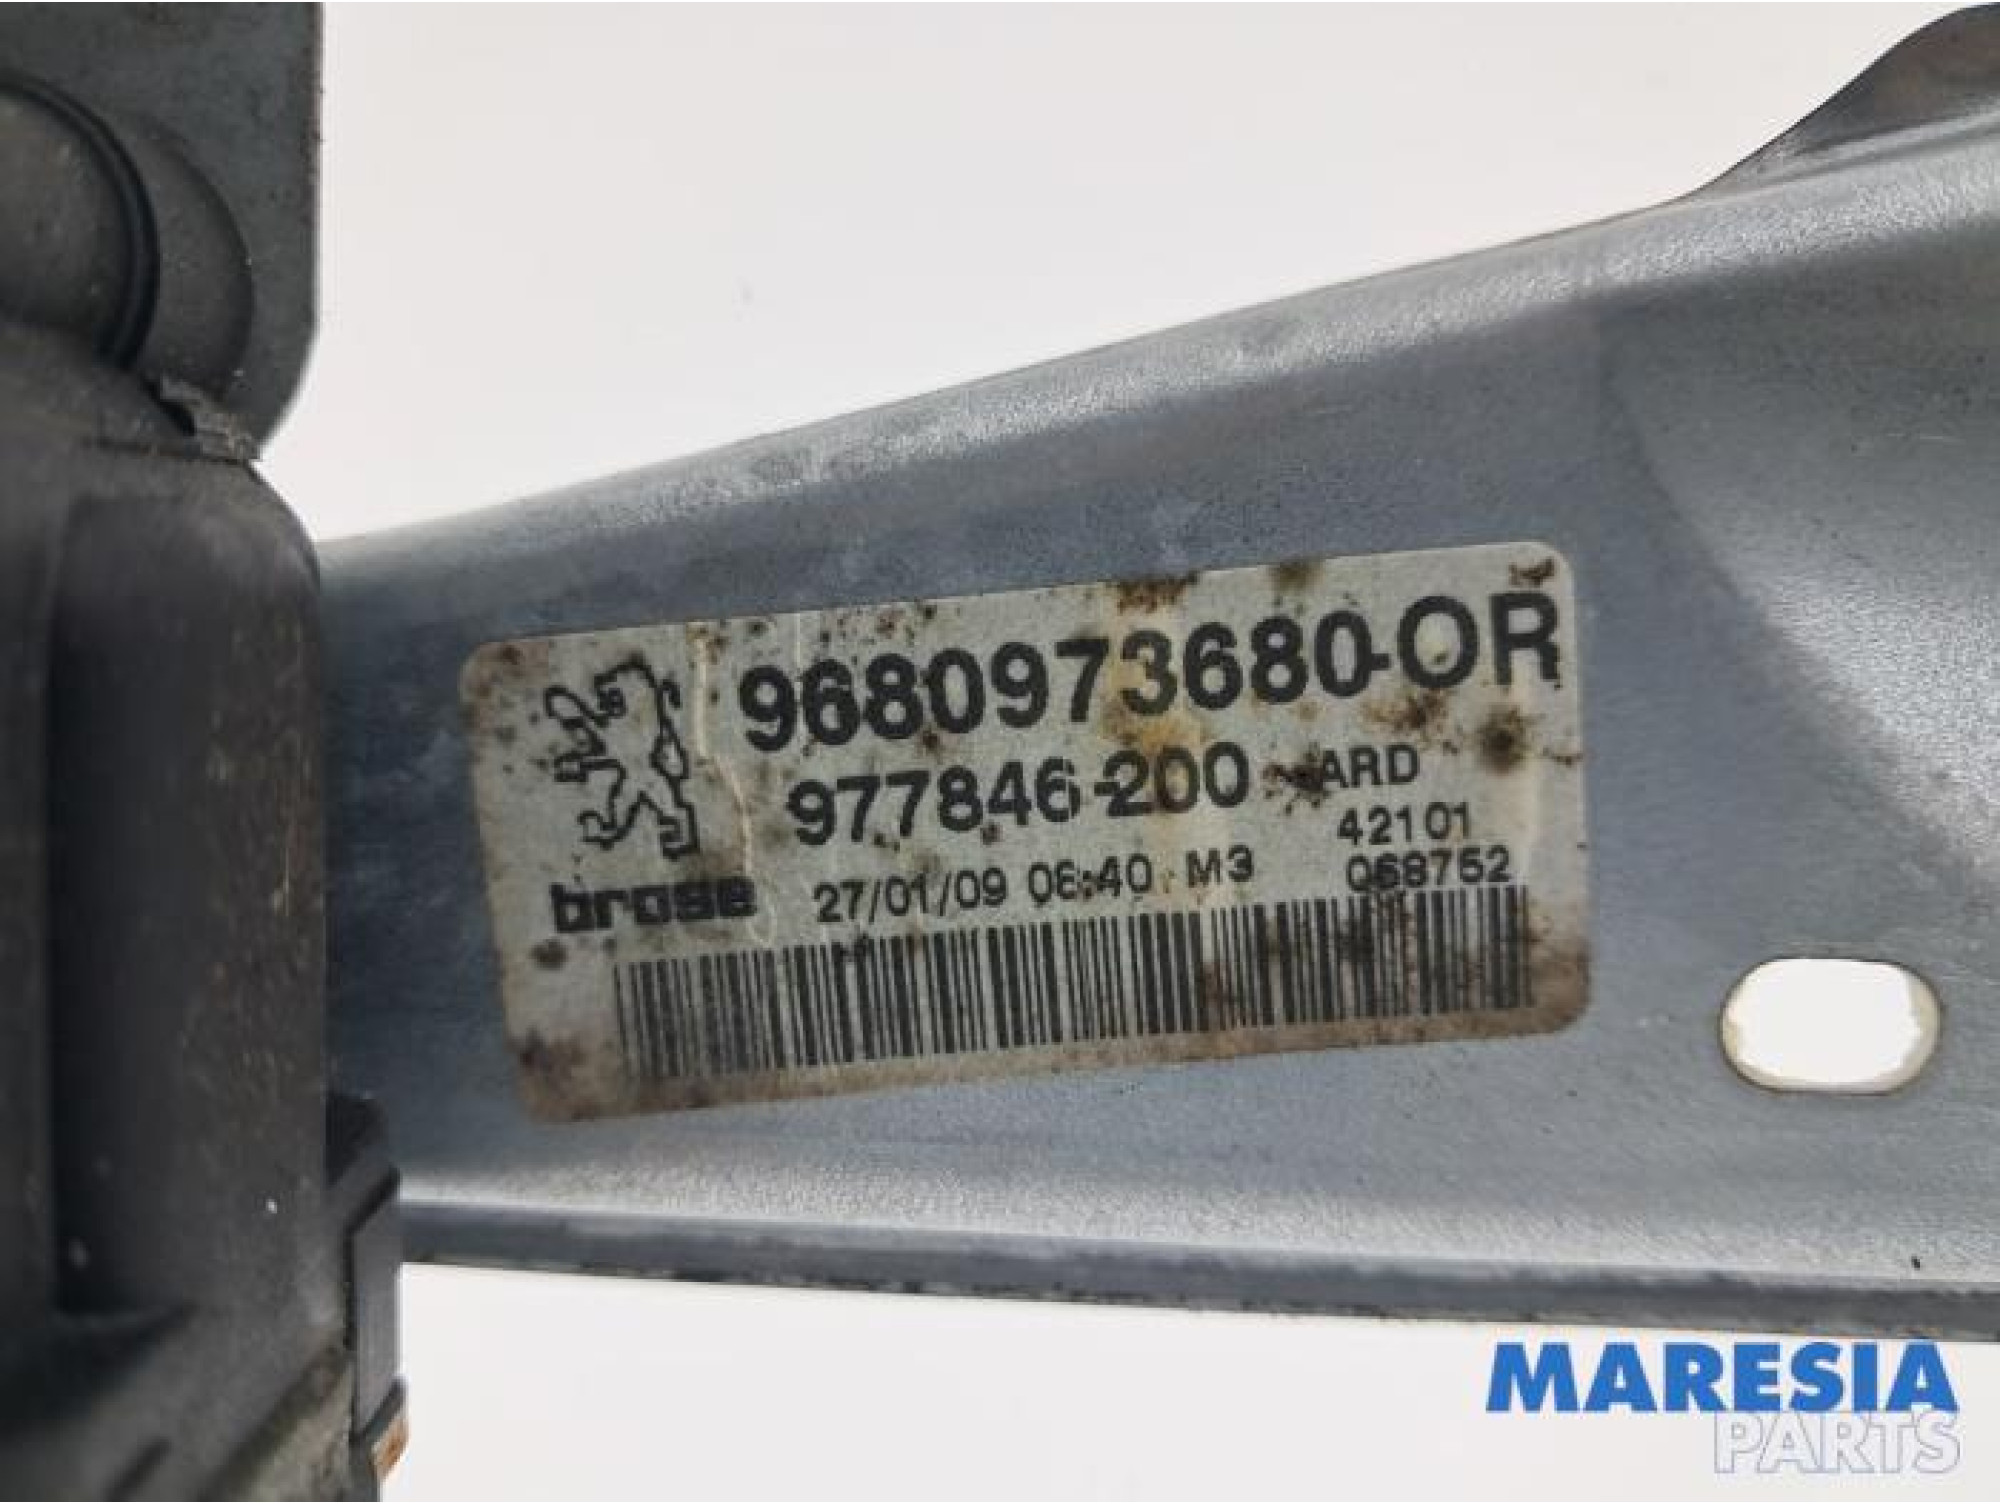 9680973680-OR
977846-200 ARD
42101
brose 27/01/09 06:40 M3 068752
MARESIA
PARTS